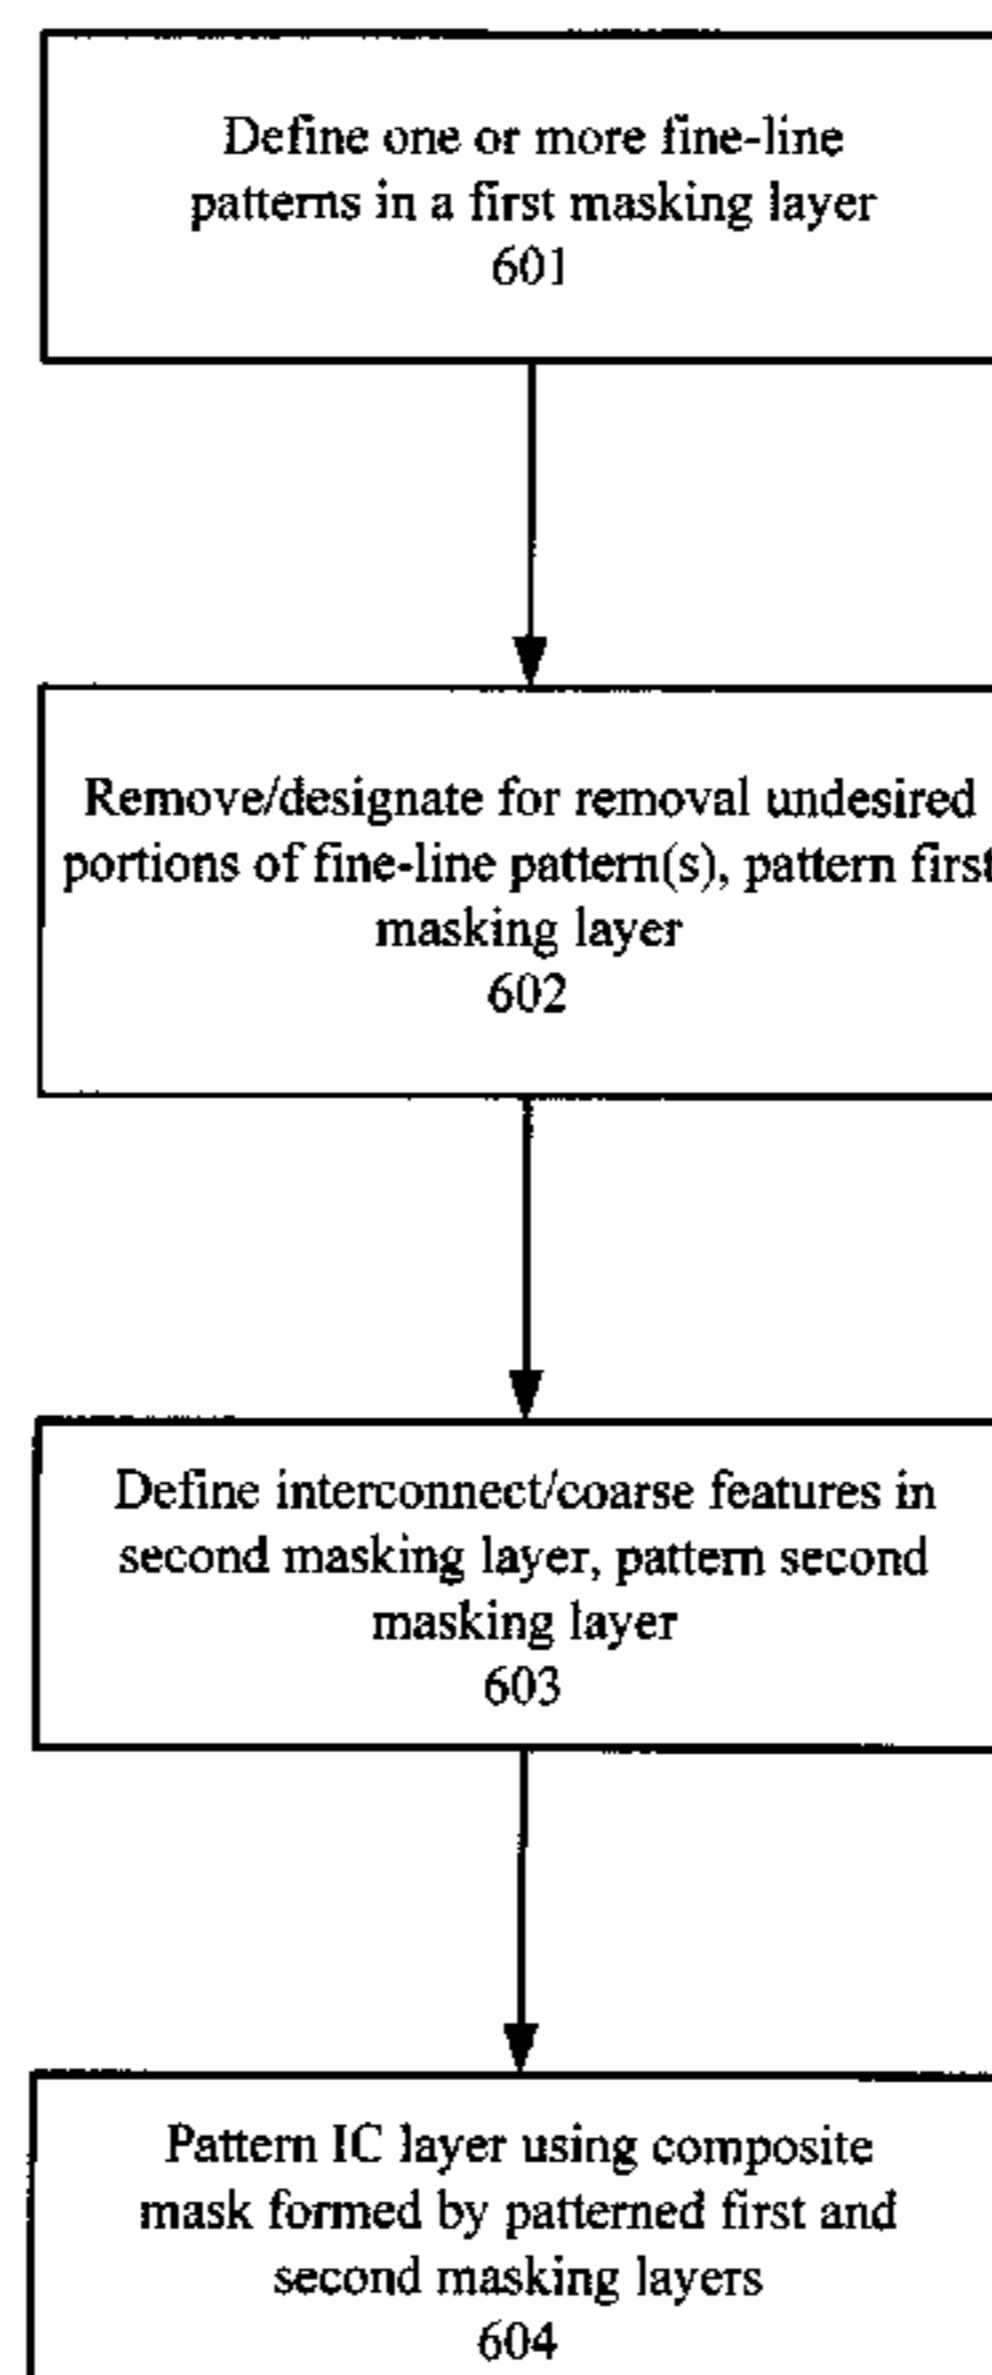 Define one or more fine-line
patterns in a first masking layer
601
Remove/designate for removal undesired
portions of fine-line pattern(s), pattern first
masking layer
602
Define interconnect/coarse features in
second masking layer, pattern second
masking layer
603
Pattern IC layer using composite
mask formed by patterned first and
second masking layers
604